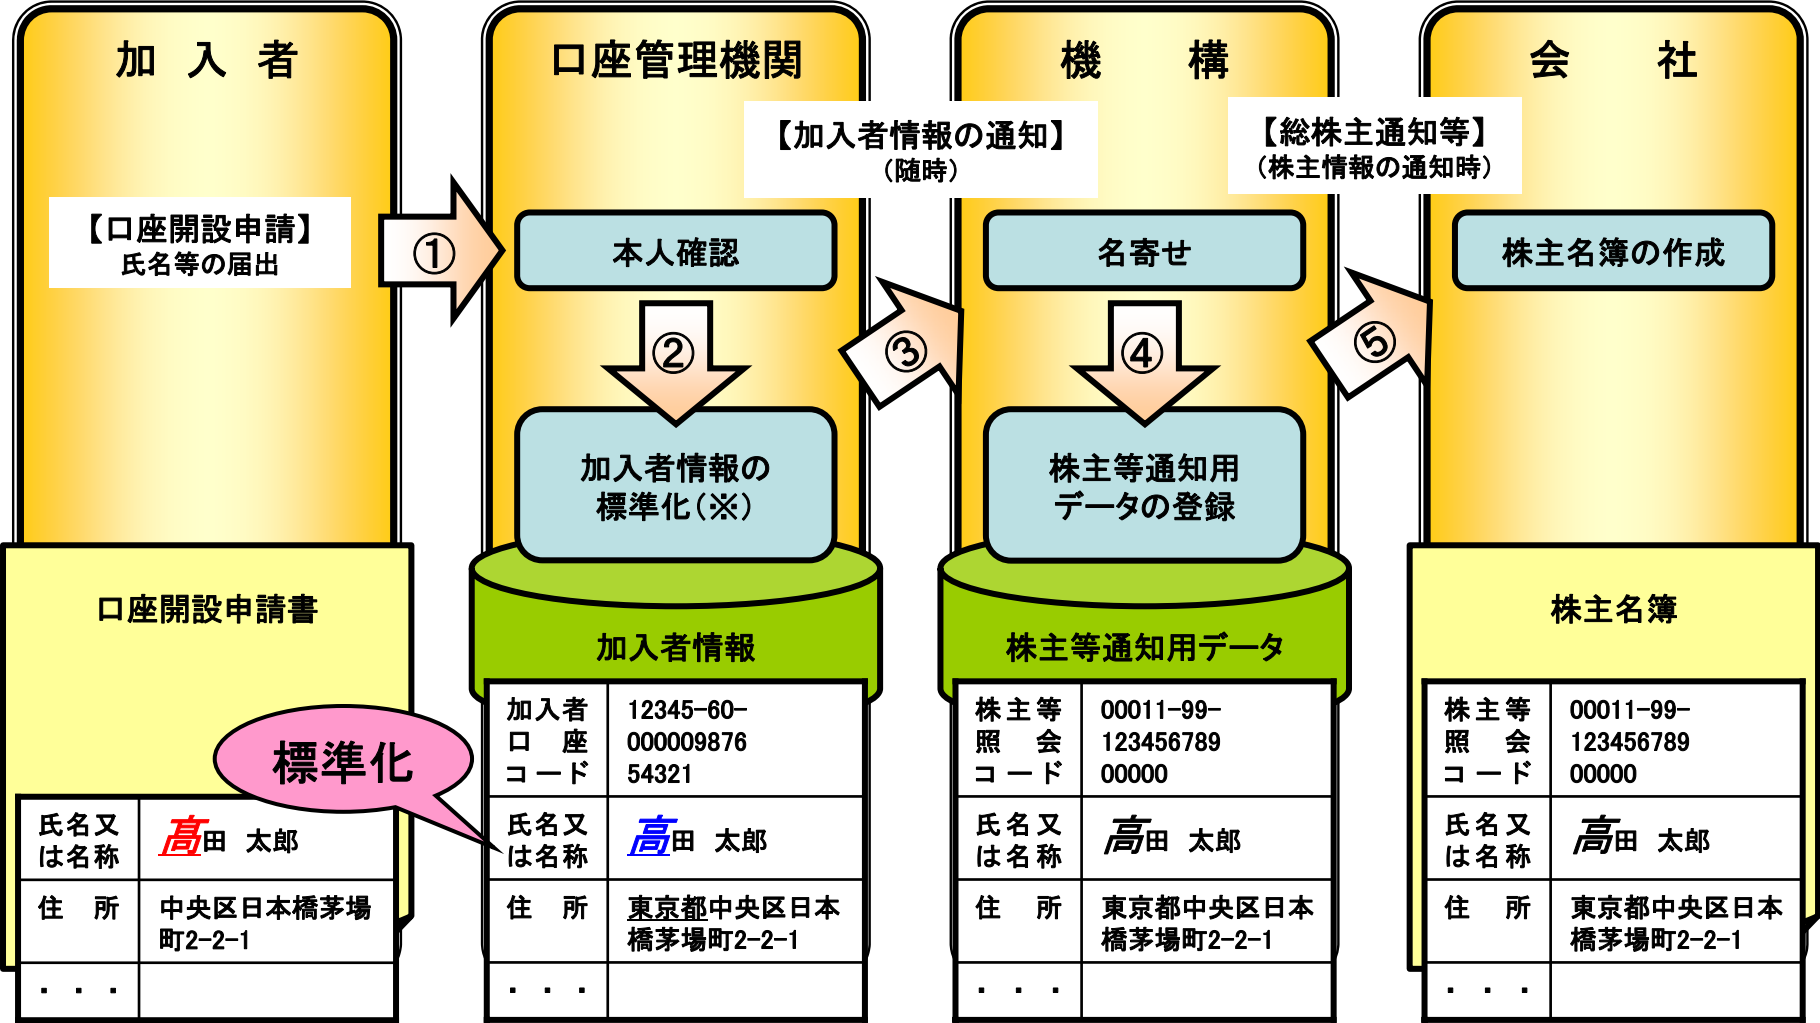 加 入 者
【口座開設申請】
氏名等の届出
①
口座開設申請書
標準化
氏名又
は名称
髙田 太郎
住 所
中央区日本橋茅場
町2-2-1
・・・
口座管理機関
【加入者情報の通知】
(随時)
本人確認
②
加入者情報の
標準化(※)
③
加入者情報
加入者
口 座
コード
12345-60-
000009876
54321
氏名又
は名称
高田 太郎
住 所
東京都中央区日本
橋茅場町2-2-1
・・・
機 構
【総株主通知等】
(株主情報の通知時)
名寄せ
④
株主等通知用
データの登録
⑤
株主等通知用データ
株主等
照 会
コード
00011-99-
123456789
00000
氏名又
は名称
高田 太郎
住 所
東京都中央区日本
橋茅場町2-2-1
・・・
会 社
株主名簿の作成
株主名簿
株主等
照 会
コード
00011-99-
123456789
00000
氏名又
は名称
高田 太郎
住 所
東京都中央区日本
橋茅場町2-2-1
・・・